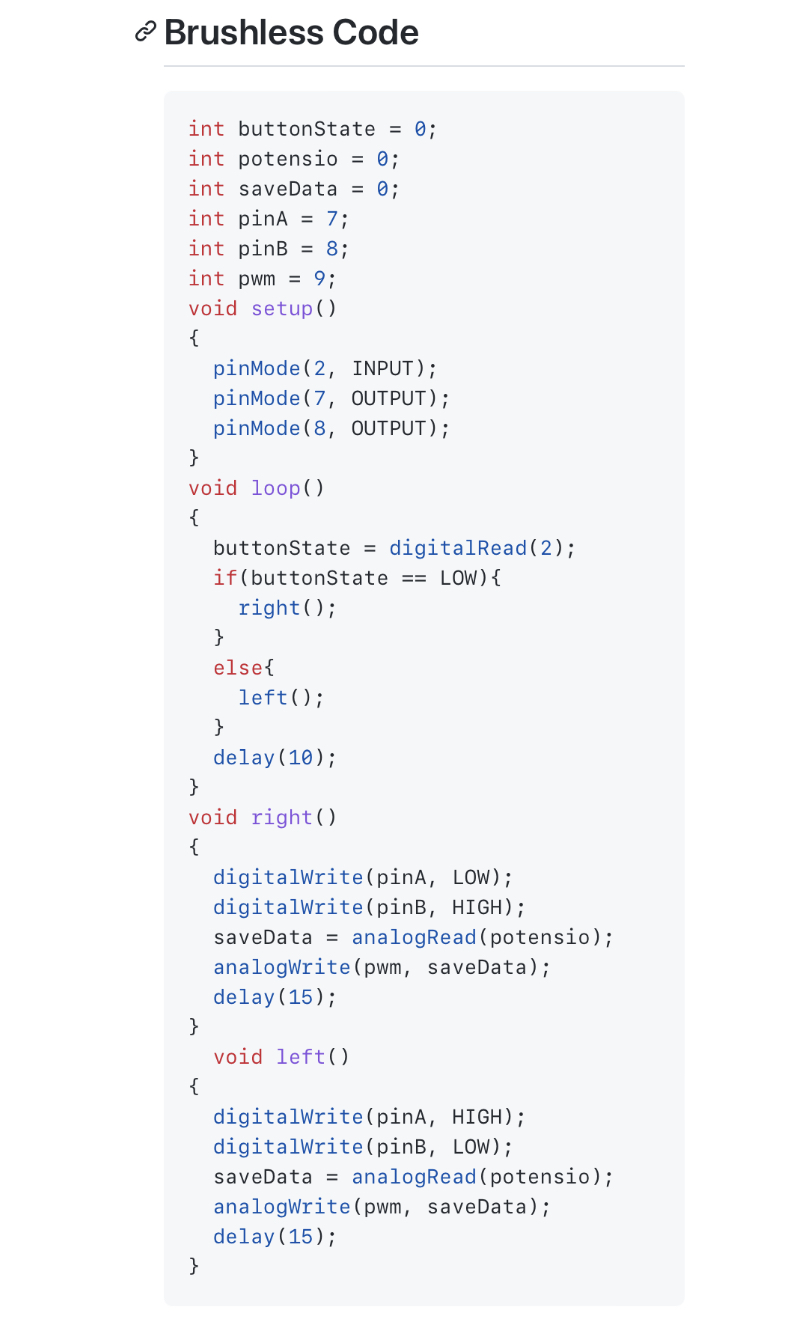 Brushless Code
int buttonState = 0;
int potensio = 0;
int saveData = 0;
int pinA = 7;
int pinB = 8;
int pwm = 9;
void setup()
{
  pinMode(2, INPUT);
  pinMode(7, OUTPUT);
  pinMode(8, OUTPUT);
}
void loop()
{
  buttonState = digitalRead(2);
  if(buttonState == LOW){
    right();
  }
  else{
    left();
  }
  delay(10);
}
void right()
{
  digitalWrite(pinA, LOW);
  digitalWrite(pinB, HIGH);
  saveData = analogRead(potensio);
  analogWrite(pwm, saveData);
  delay(15);
}
  void left()
{
  digitalWrite(pinA, HIGH);
  digitalWrite(pinB, LOW);
  saveData = analogRead(potensio);
  analogWrite(pwm, saveData);
  delay(15);
}